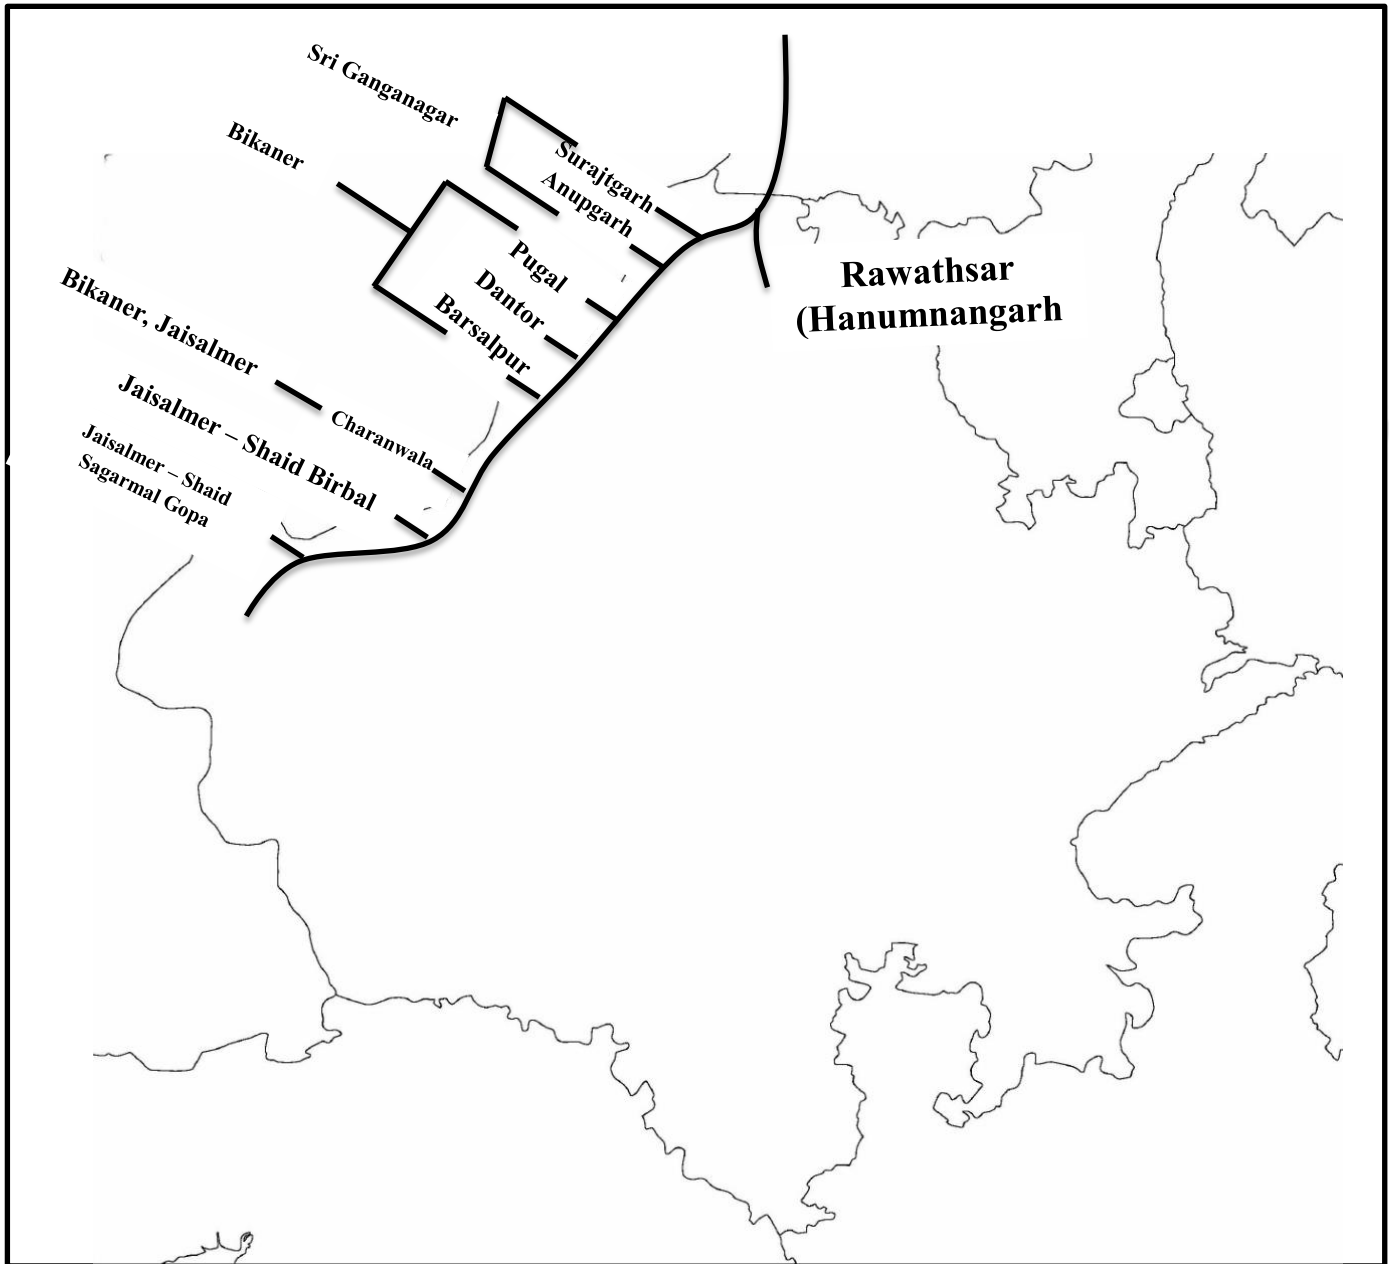 Sri Ganganagar
Bikaner
Surajtgarh
Anupgarh
Pugal
Dantor
Barsalpur
Rawathsar
(Hanumnangarh
Bikaner, Jaisalmer
Charanwala
Jaisalmer – Shaid Birbal
Jaisalmer – Shaid
Sagarmal Gopa